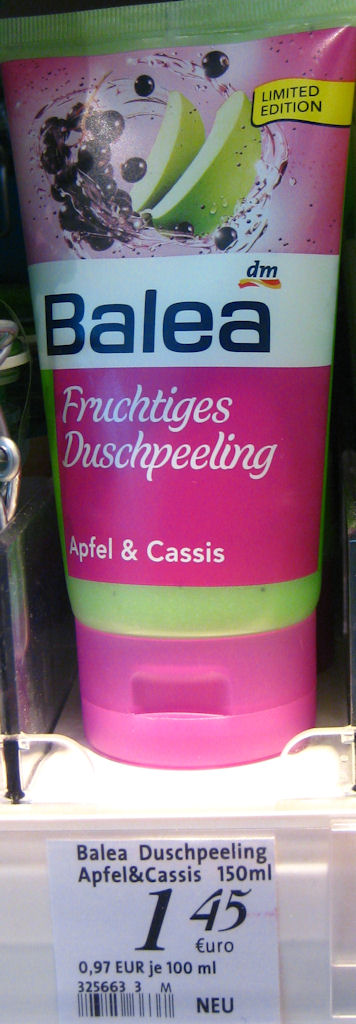 LIMITED
EDITION
dm
Balea
Fruchtiges
Duschpeeling
Apfel & Cassis
Balea Duschpeeling
Apfel&Cassis 150ml
1 45
€uro
0,97 EUR je 100 ml
325663 3 M
NEU